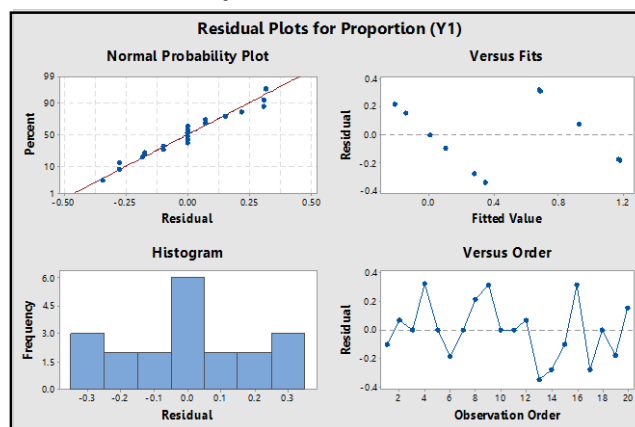 Residual Plots for Proportion (Y1)
Normal Probability Plot
Percent
99
90
50
10
1
-0.50 -0.25 0.00 0.25 0.50
Residual
Versus Fits
Residual
0.4
0.2
0.0
-0.2
-0.4
0.0 0.4 0.8 1.2
Fitted Value
Histogram
Frequency
6.0
4.5
3.0
1.5
0.0
-0.3 -0.2 -0.1 0.0 0.1 0.2 0.3
Residual
Versus Order
Residual
0.4
0.2
0.0
-0.2
-0.4
2 4 6 8 10 12 14 16 18 20
Observation Order